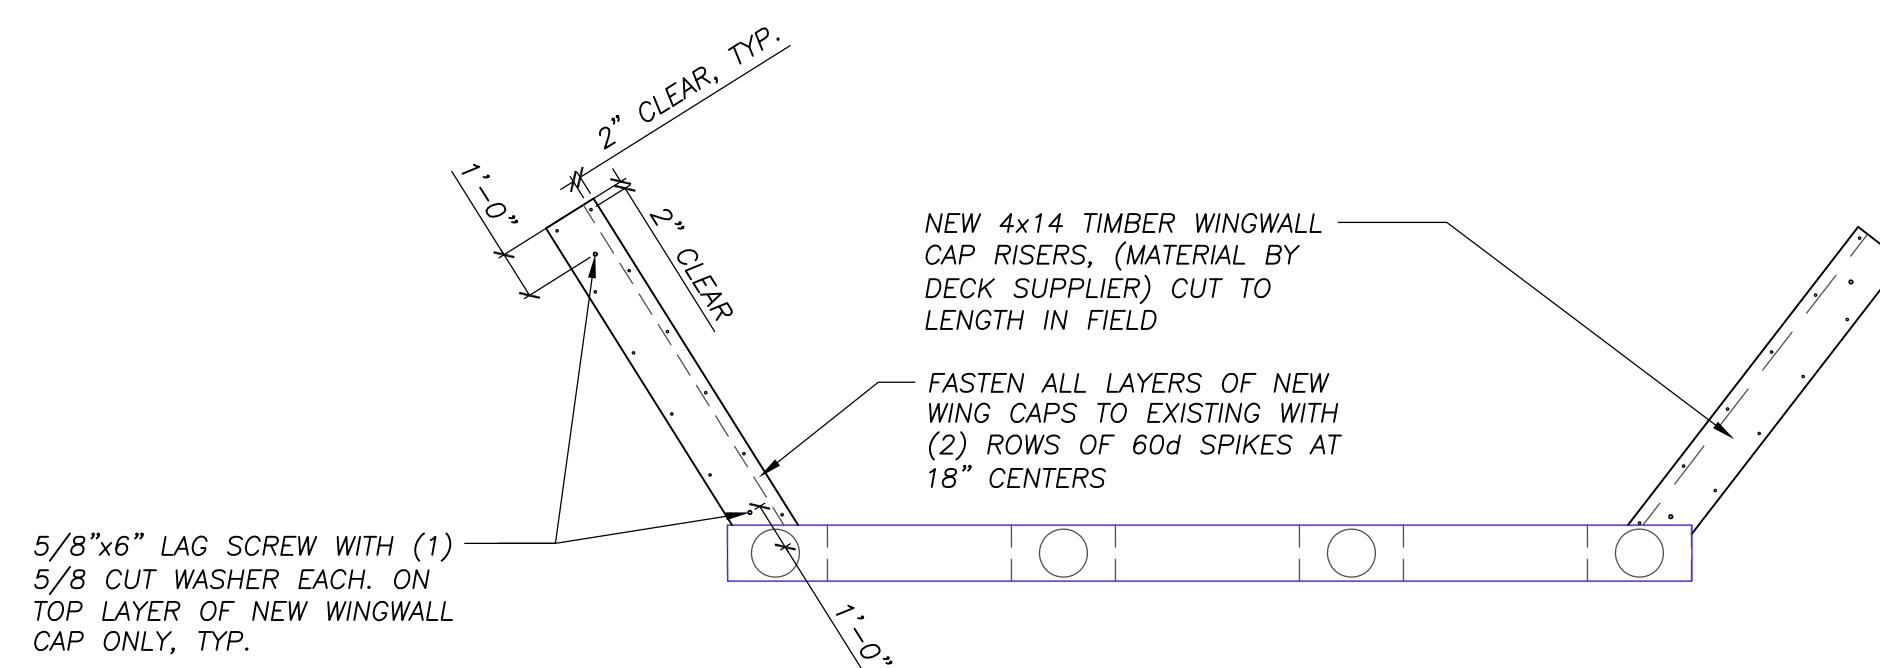 2" CLEAR, TYP.
1'-0"
2" CLEAR
NEW 4x14 TIMBER WINGWALL
CAP RISERS, (MATERIAL BY
DECK SUPPLIER) CUT TO
LENGTH IN FIELD
FASTEN ALL LAYERS OF NEW
WING CAPS TO EXISTING WITH
(2) ROWS OF 60d SPIKES AT
18" CENTERS
5/8"x6" LAG SCREW WITH (1)
5/8 CUT WASHER EACH. ON
TOP LAYER OF NEW WINGWALL
CAP ONLY, TYP.
1'-0"